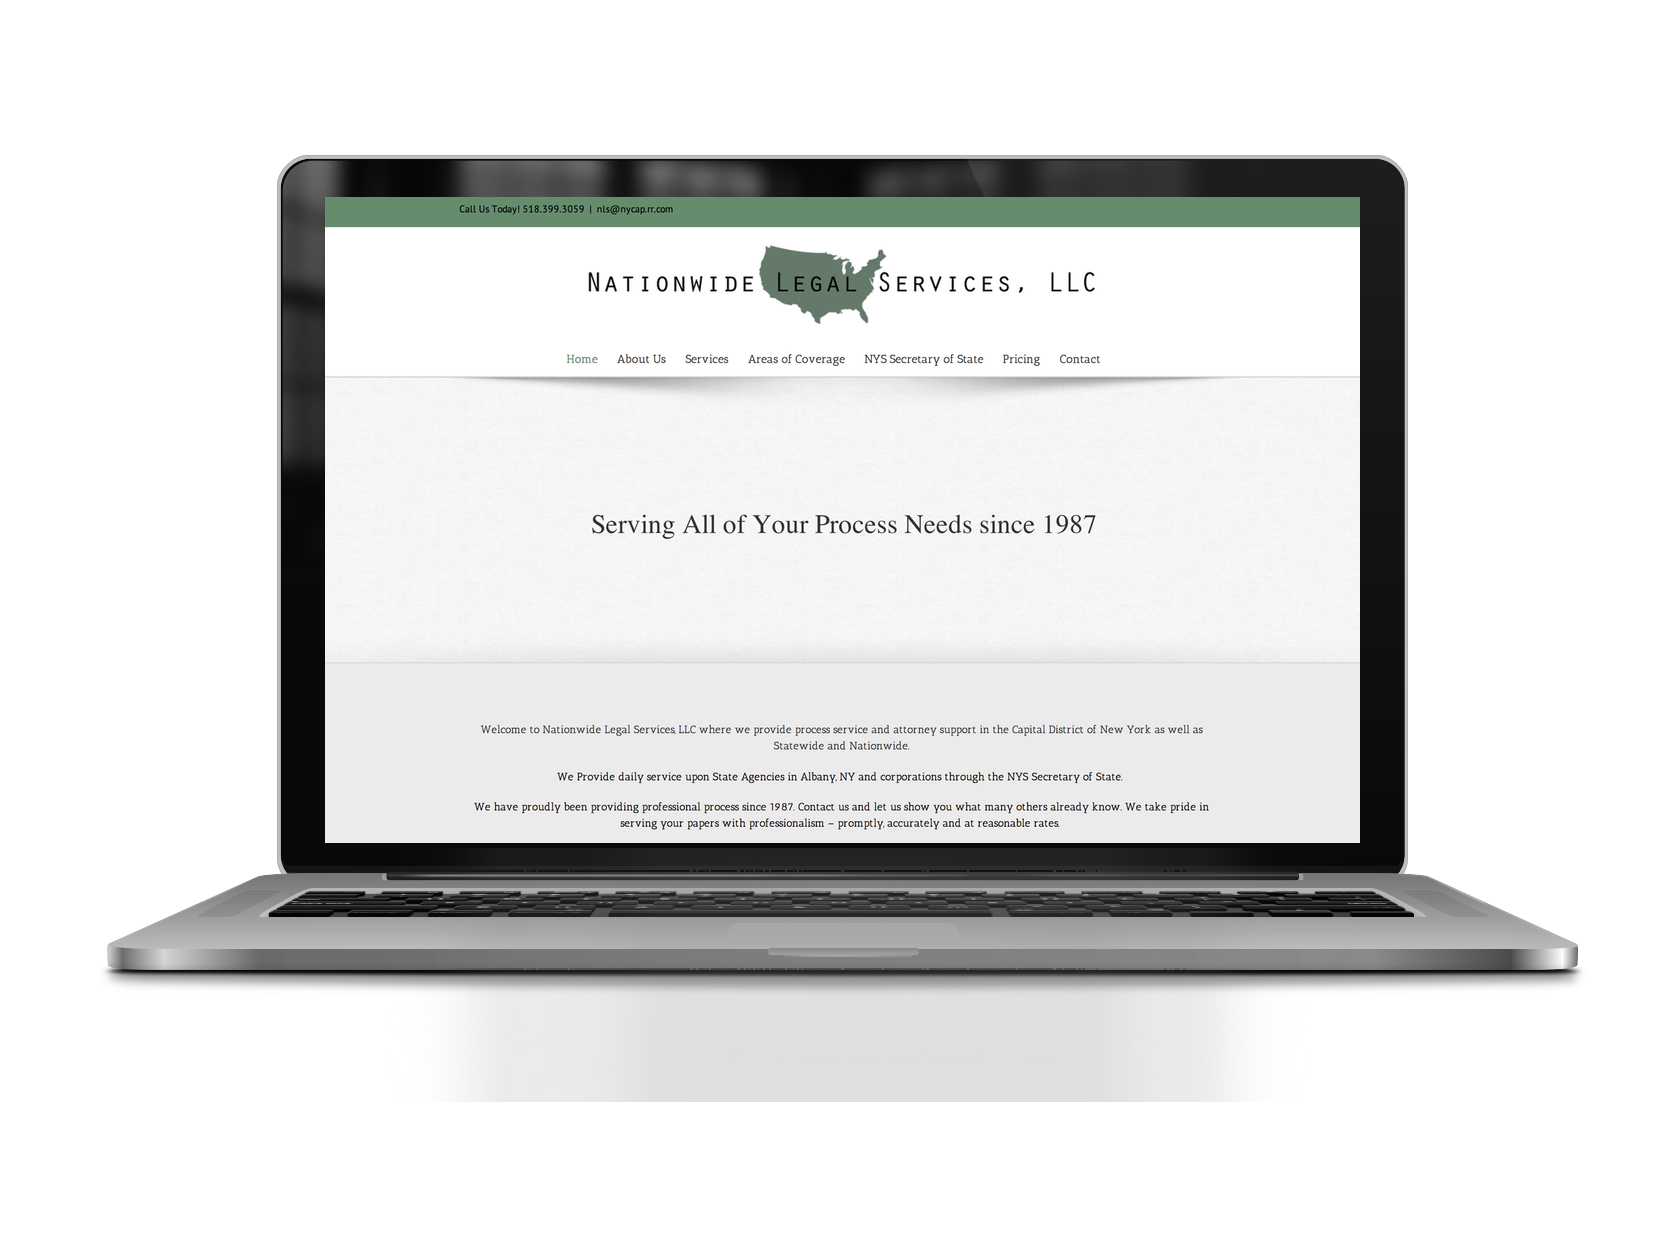 Call Us Today! 518.399.3059 | nls@nycap.rr.com
Nationwide Legal Services, LLC
Home About Us Services Areas of Coverage NYS Secretary of State Pricing Contact
Serving All of Your Process Needs since 1987
Welcome to Nationwide Legal Services, LLC where we provide process service and attorney support in the Capital District of New York as well as
Statewide and Nationwide.
We Provide daily service upon State Agencies in Albany, NY and corporations through the NYS Secretary of State.
We have proudly been providing professional process since 1987. Contact us and let us show you what many others already know. We take pride in
serving your papers with professionalism – promptly, accurately and at reasonable rates.